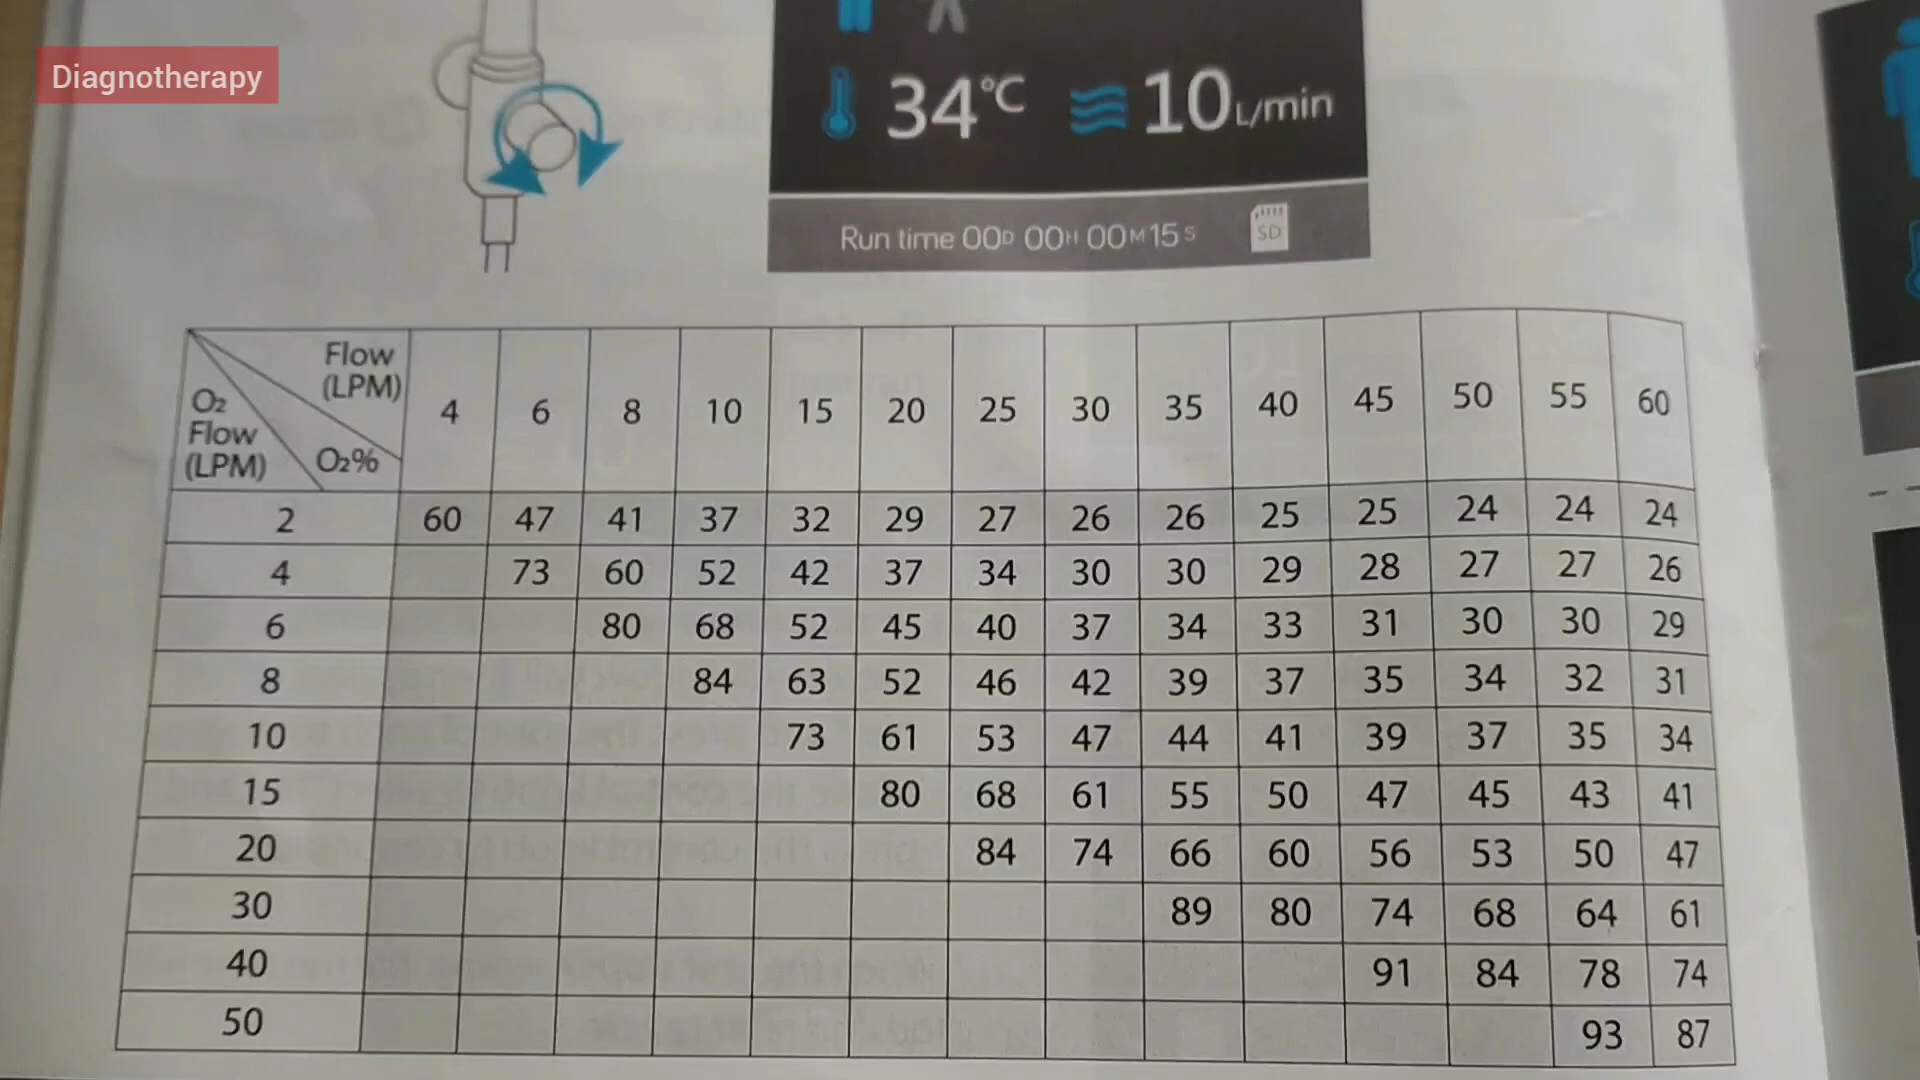 Diagnotherapy
34℃ 10L/min
Run time 00D 00H 00M15S
SD
Flow
(LPM)
O2
Flow
(LPM)
O2%
4 6 8 10 15 20 25 30 35 40 45 50 55 60
2 60 47 41 37 32 29 27 26 26 25 25 24 24 24
4 73 60 52 42 37 34 30 30 29 28 27 27 26
6 80 68 52 45 40 37 34 33 31 30 30 29
8 84 63 52 46 42 39 37 35 34 32 31
10 73 61 53 47 44 41 39 37 35 34
15 80 68 61 55 50 47 45 43 41
20 84 74 66 60 56 53 50 47
30 89 80 74 68 64 61
40 91 84 78 74
50 93 87